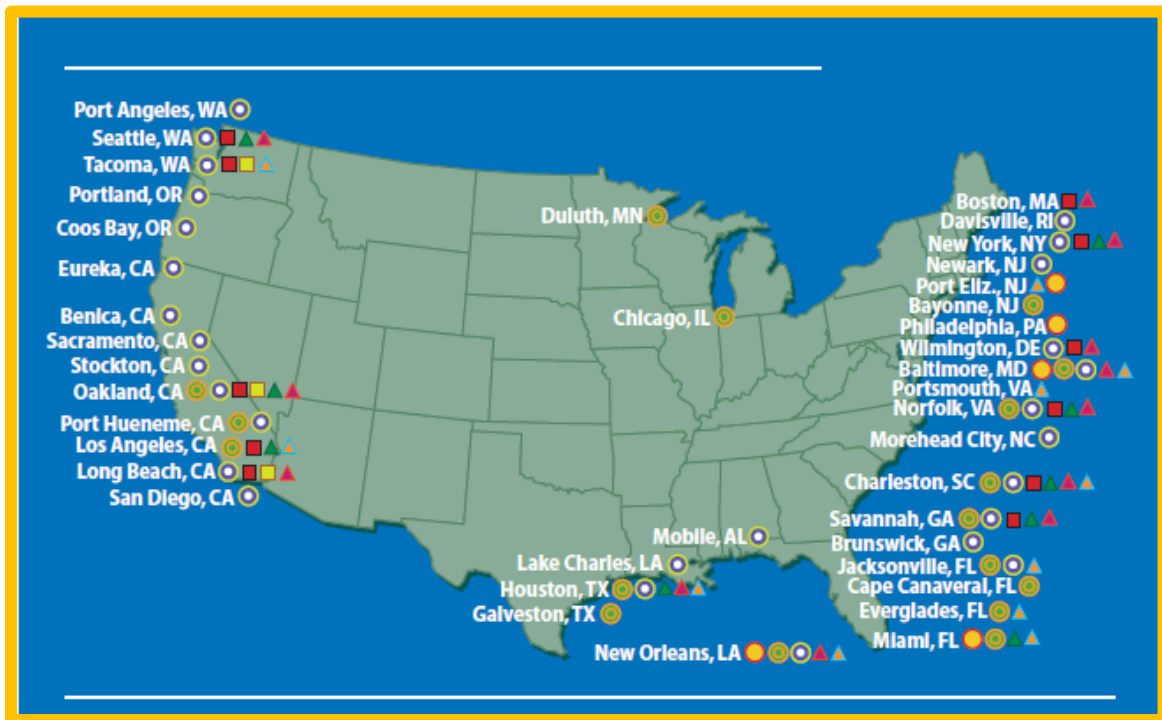 Port Angeles, WA
Seattle, WA
Tacoma, WA
Portland, OR
Coos Bay, OR
Eureka, CA
Benica, CA
Sacramento, CA
Stockton, CA
Oakland, CA
Port Hueneme, CA
Los Angeles, CA
Long Beach, CA
San Diego, CA
Duluth, MN
Chicago, IL
Mobile, AL
Lake Charles, LA
Houston, TX
Galveston, TX
New Orleans, LA
Boston, MA
Davisville, RI
New York, NY
Newark, NJ
Port Eliz., NJ
Bayonne, NJ
Philadelphia, PA
Wilmington, DE
Baltimore, MD
Portsmouth, VA
Norfolk, VA
Morehead City, NC
Charleston, SC
Savannah, GA
Brunswick, GA
Jacksonville, FL
Cape Canaveral, FL
Everglades, FL
Miami, FL